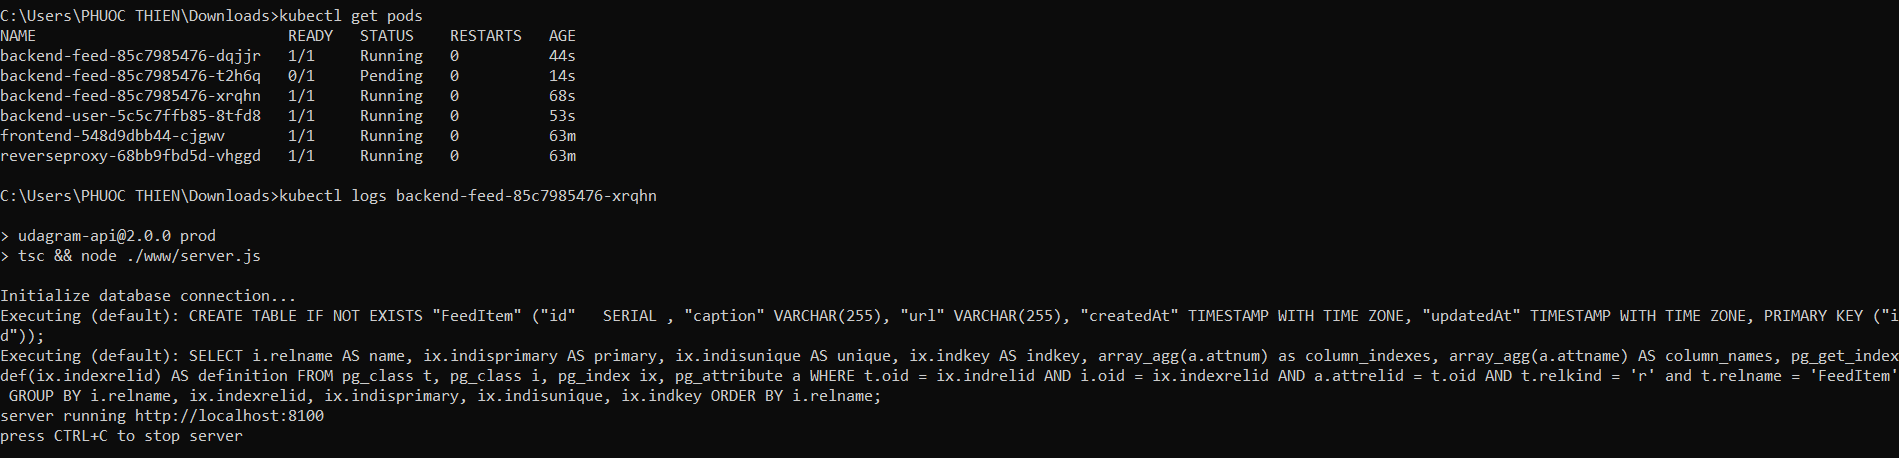 C:\Users\PHUOC THIEN\Downloads>kubectl get pods
NAME                            READY   STATUS    RESTARTS   AGE
backend-feed-85c7985476-dqjjr   1/1     Running   0          44s
backend-feed-85c7985476-t2h6q   0/1     Pending   0          14s
backend-feed-85c7985476-xrqhn   1/1     Running   0          68s
backend-user-5c5c7ffb85-8tfd8   1/1     Running   0          53s
frontend-548d9dbb44-cjgwv       1/1     Running   0          63m
reverseproxy-68bb9fbd5d-vhggd   1/1     Running   0          63m
C:\Users\PHUOC THIEN\Downloads>kubectl logs backend-feed-85c7985476-xrqhn
> udagram-api@2.0.0 prod
> tsc && node ./www/server.js
Initialize database connection...
Executing (default): CREATE TABLE IF NOT EXISTS "FeedItem" ("id"   SERIAL , "caption" VARCHAR(255), "url" VARCHAR(255), "createdAt" TIMESTAMP WITH TIME ZONE, "updatedAt" TIMESTAMP WITH TIME ZONE, PRIMARY KEY ("i
d"));
Executing (default): SELECT i.relname AS name, ix.indisprimary AS primary, ix.indisunique AS unique, ix.indkey AS indkey, array_agg(a.attnum) as column_indexes, array_agg(a.attname) AS column_names, pg_get_index
def(ix.indexrelid) AS definition FROM pg_class t, pg_class i, pg_index ix, pg_attribute a WHERE t.oid = ix.indrelid AND i.oid = ix.indexrelid AND a.attrelid = t.oid AND t.relkind = 'r' and t.relname = 'FeedItem'
 GROUP BY i.relname, ix.indexrelid, ix.indisprimary, ix.indisunique, ix.indkey ORDER BY i.relname;
server running http://localhost:8100
press CTRL+C to stop server